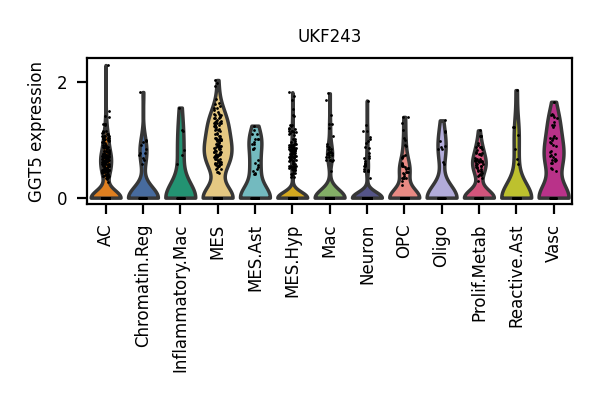 UKF243
GGT5 expression
2
0
AC
Chromatin.Reg
Inflammatory.Mac
MES
MES.Ast
MES.Hyp
Mac
Neuron
OPC
Oligo
Prolif.Metab
Reactive.Ast
Vasc